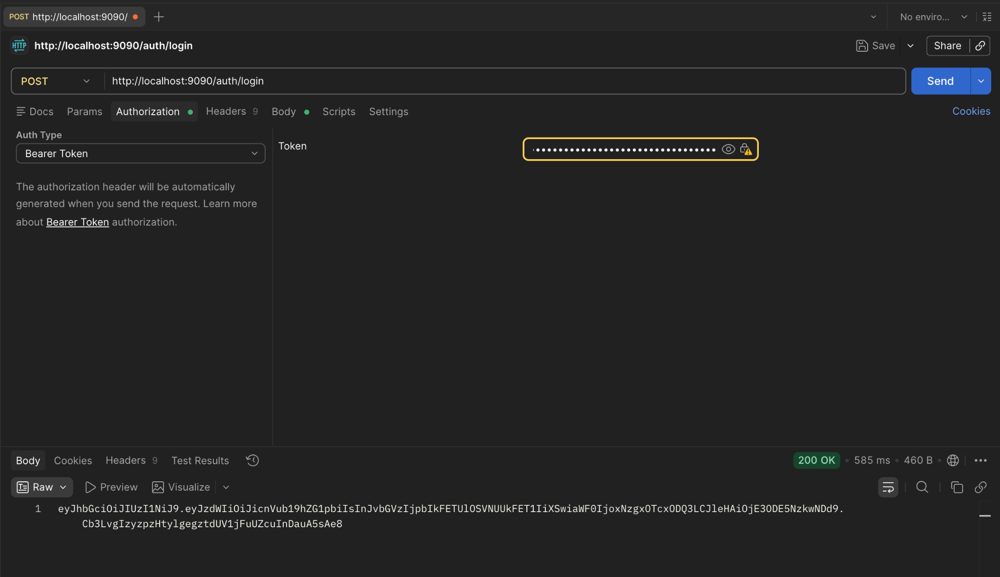 POST http://localhost:9090/
No enviro...
HTTP http://localhost:9090/auth/login
Save
Share
POST http://localhost:9090/auth/login
Send
Docs Params Authorization Headers 9 Body Scripts Settings Cookies
Auth Type
Bearer Token
Token
The authorization header will be automatically
generated when you send the request. Learn more
about Bearer Token authorization.
Body Cookies Headers 9 Test Results
200 OK • 585 ms • 460 B
Raw Preview Visualize
1 eyJhbGciOiJIUzI1NiJ9.eyJzdWIiOiJicnVub19hZG1pbiIsInJvbGVzIjpbIkFETUlOSVNUUkFET1IiXSwiaWF0IjoxNzgxOTcxODQ3LCJleHAiOjE3ODE5NzkwNDd9.
Cb3LvgIzyzpzHtylgegztdUV1jFuUZcuInDauA5sAe8